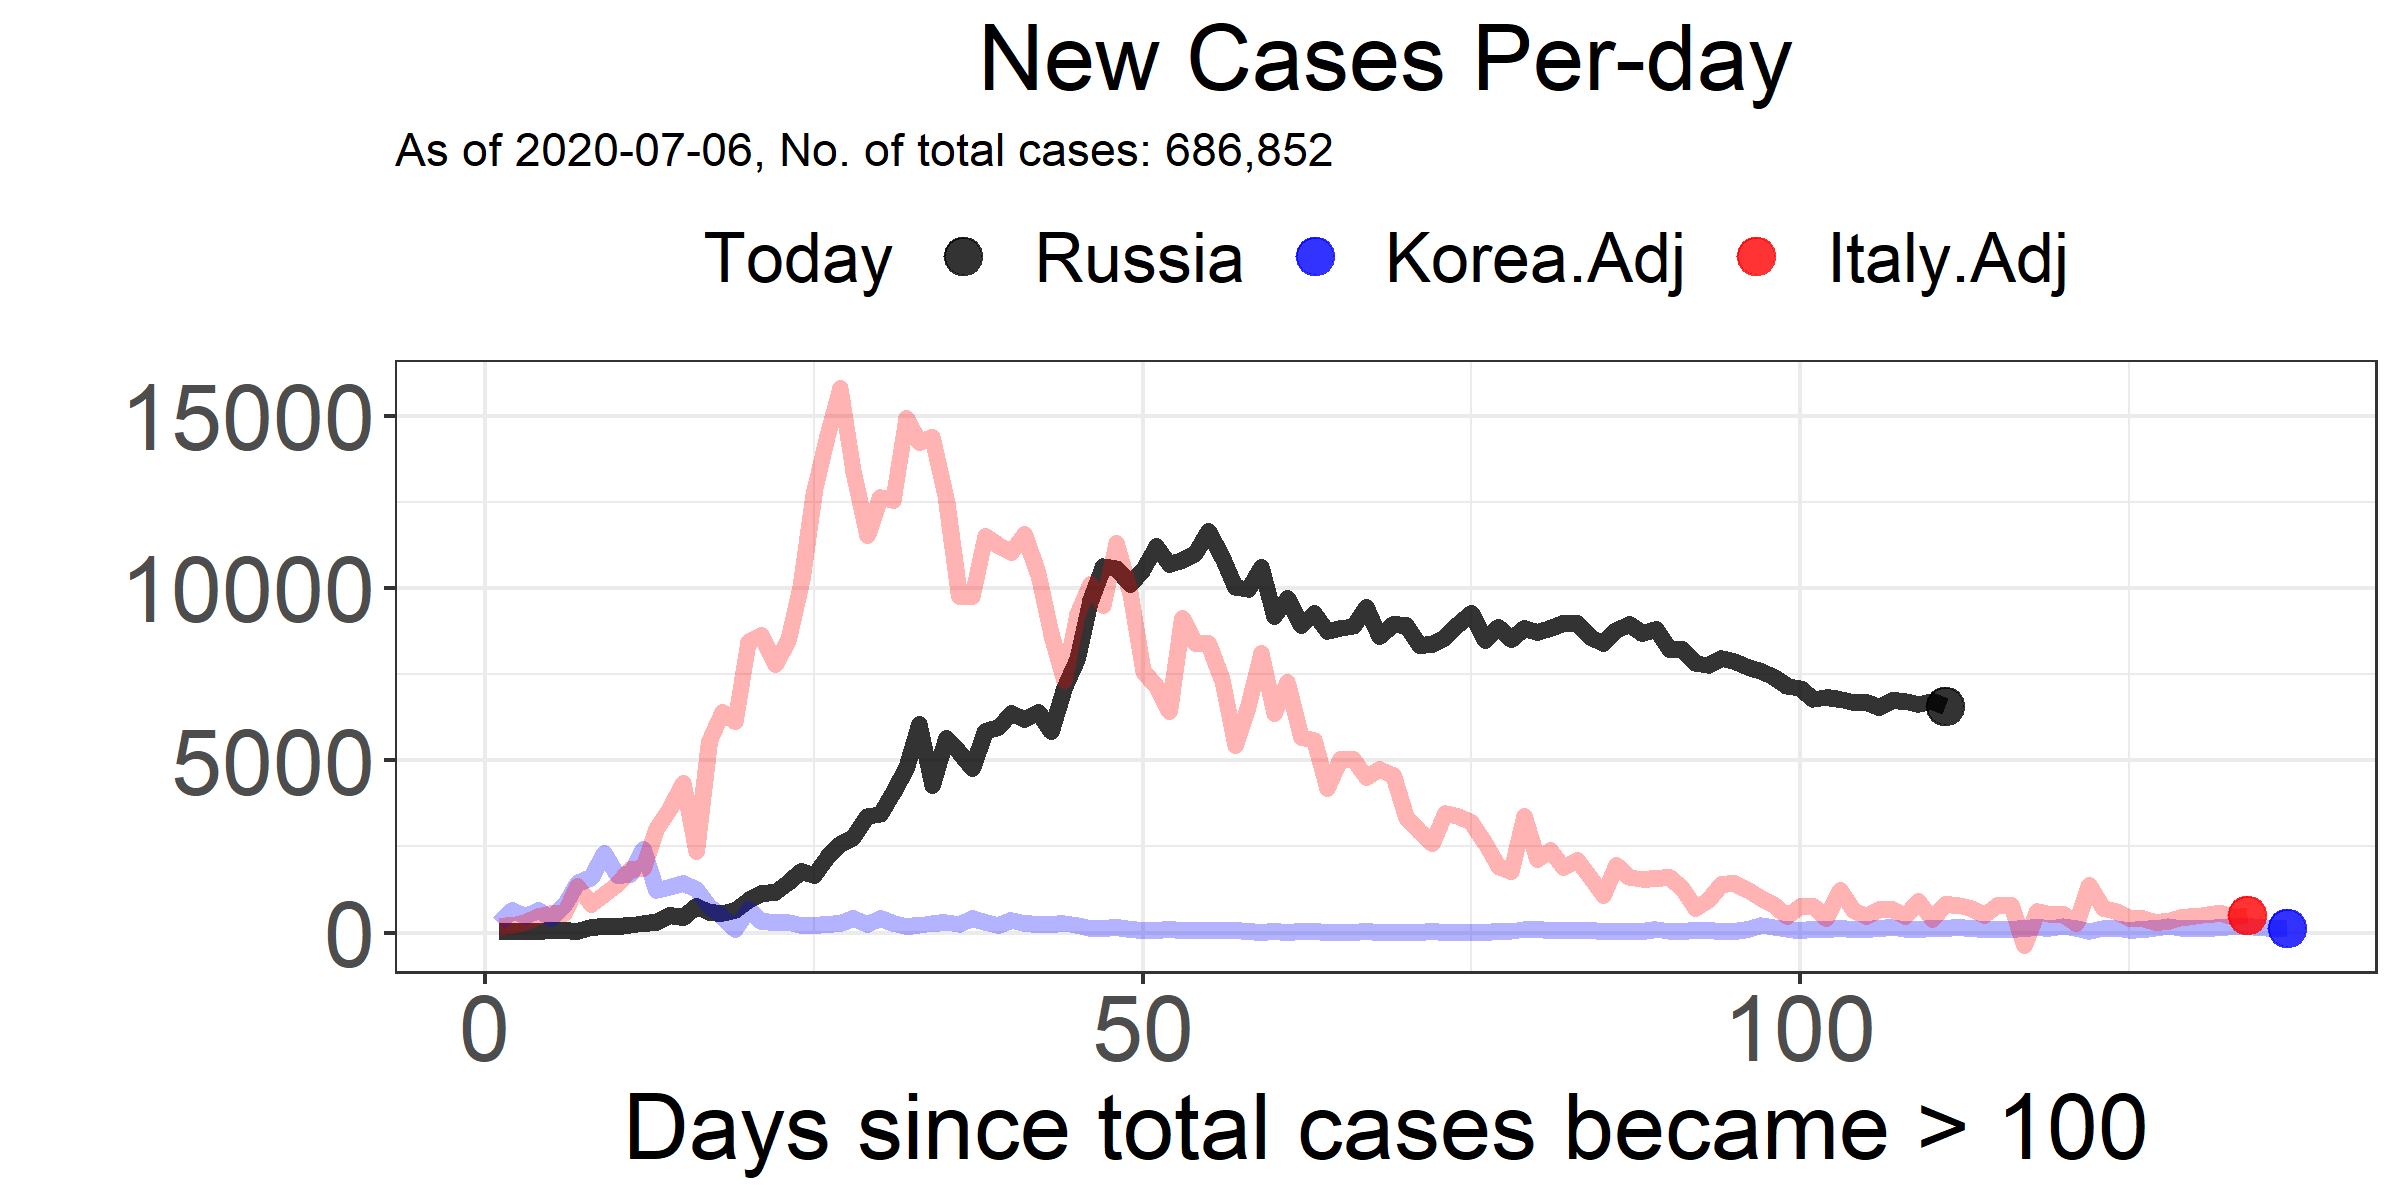 New Cases Per-day
As of 2020-07-06, No. of total cases: 686,852
Today Russia Korea.Adj Italy.Adj
15000
10000
5000
0
0 50 100
Days since total cases became > 100